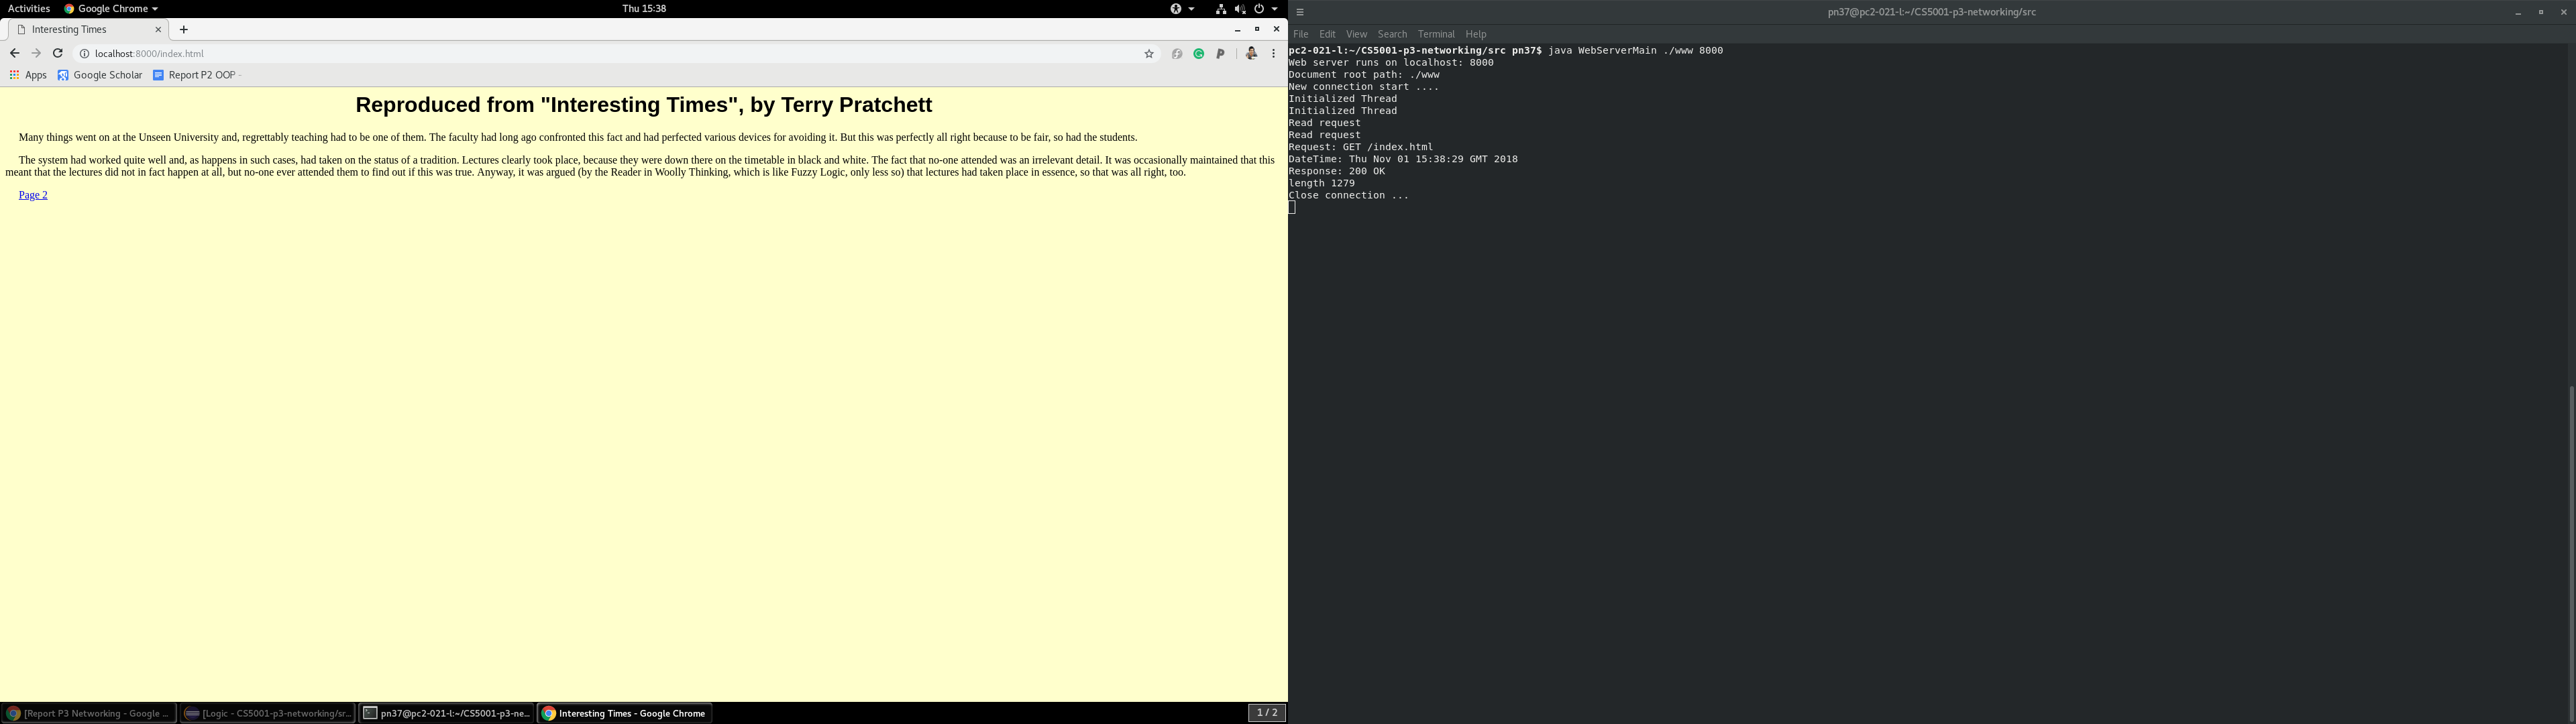 Activities Google Chrome Thu 15:38
Interesting Times
localhost:8000/index.html
Apps Google Scholar Report P2 OOP -
Reproduced from "Interesting Times", by Terry Pratchett
Many things went on at the Unseen University and, regrettably teaching had to be one of them. The faculty had long ago confronted this fact and had perfected various devices for avoiding it. But this was perfectly all right because to be fair, so had the students.
The system had worked quite well and, as happens in such cases, had taken on the status of a tradition. Lectures clearly took place, because they were down there on the timetable in black and white. The fact that no-one attended was an irrelevant detail. It was occasionally maintained that this
meant that the lectures did not in fact happen at all, but no-one ever attended them to find out if this was true. Anyway, it was argued (by the Reader in Woolly Thinking, which is like Fuzzy Logic, only less so) that lectures had taken place in essence, so that was all right, too.
Page 2
[Report P3 Networking - Google ... [Logic - CS5001-p3-networking/sr... pn37@pc2-021-l:~/CS5001-p3-ne... Interesting Times - Google Chrome 1 / 2
pn37@pc2-021-l:~/CS5001-p3-networking/src
File Edit View Search Terminal Help
pc2-021-l:~/CS5001-p3-networking/src pn37$ java WebServerMain ./www 8000
Web server runs on localhost: 8000
Document root path: ./www
New connection start ....
Initialized Thread
Initialized Thread
Read request
Read request
Request: GET /index.html
DateTime: Thu Nov 01 15:38:29 GMT 2018
Response: 200 OK
length 1279
Close connection ...